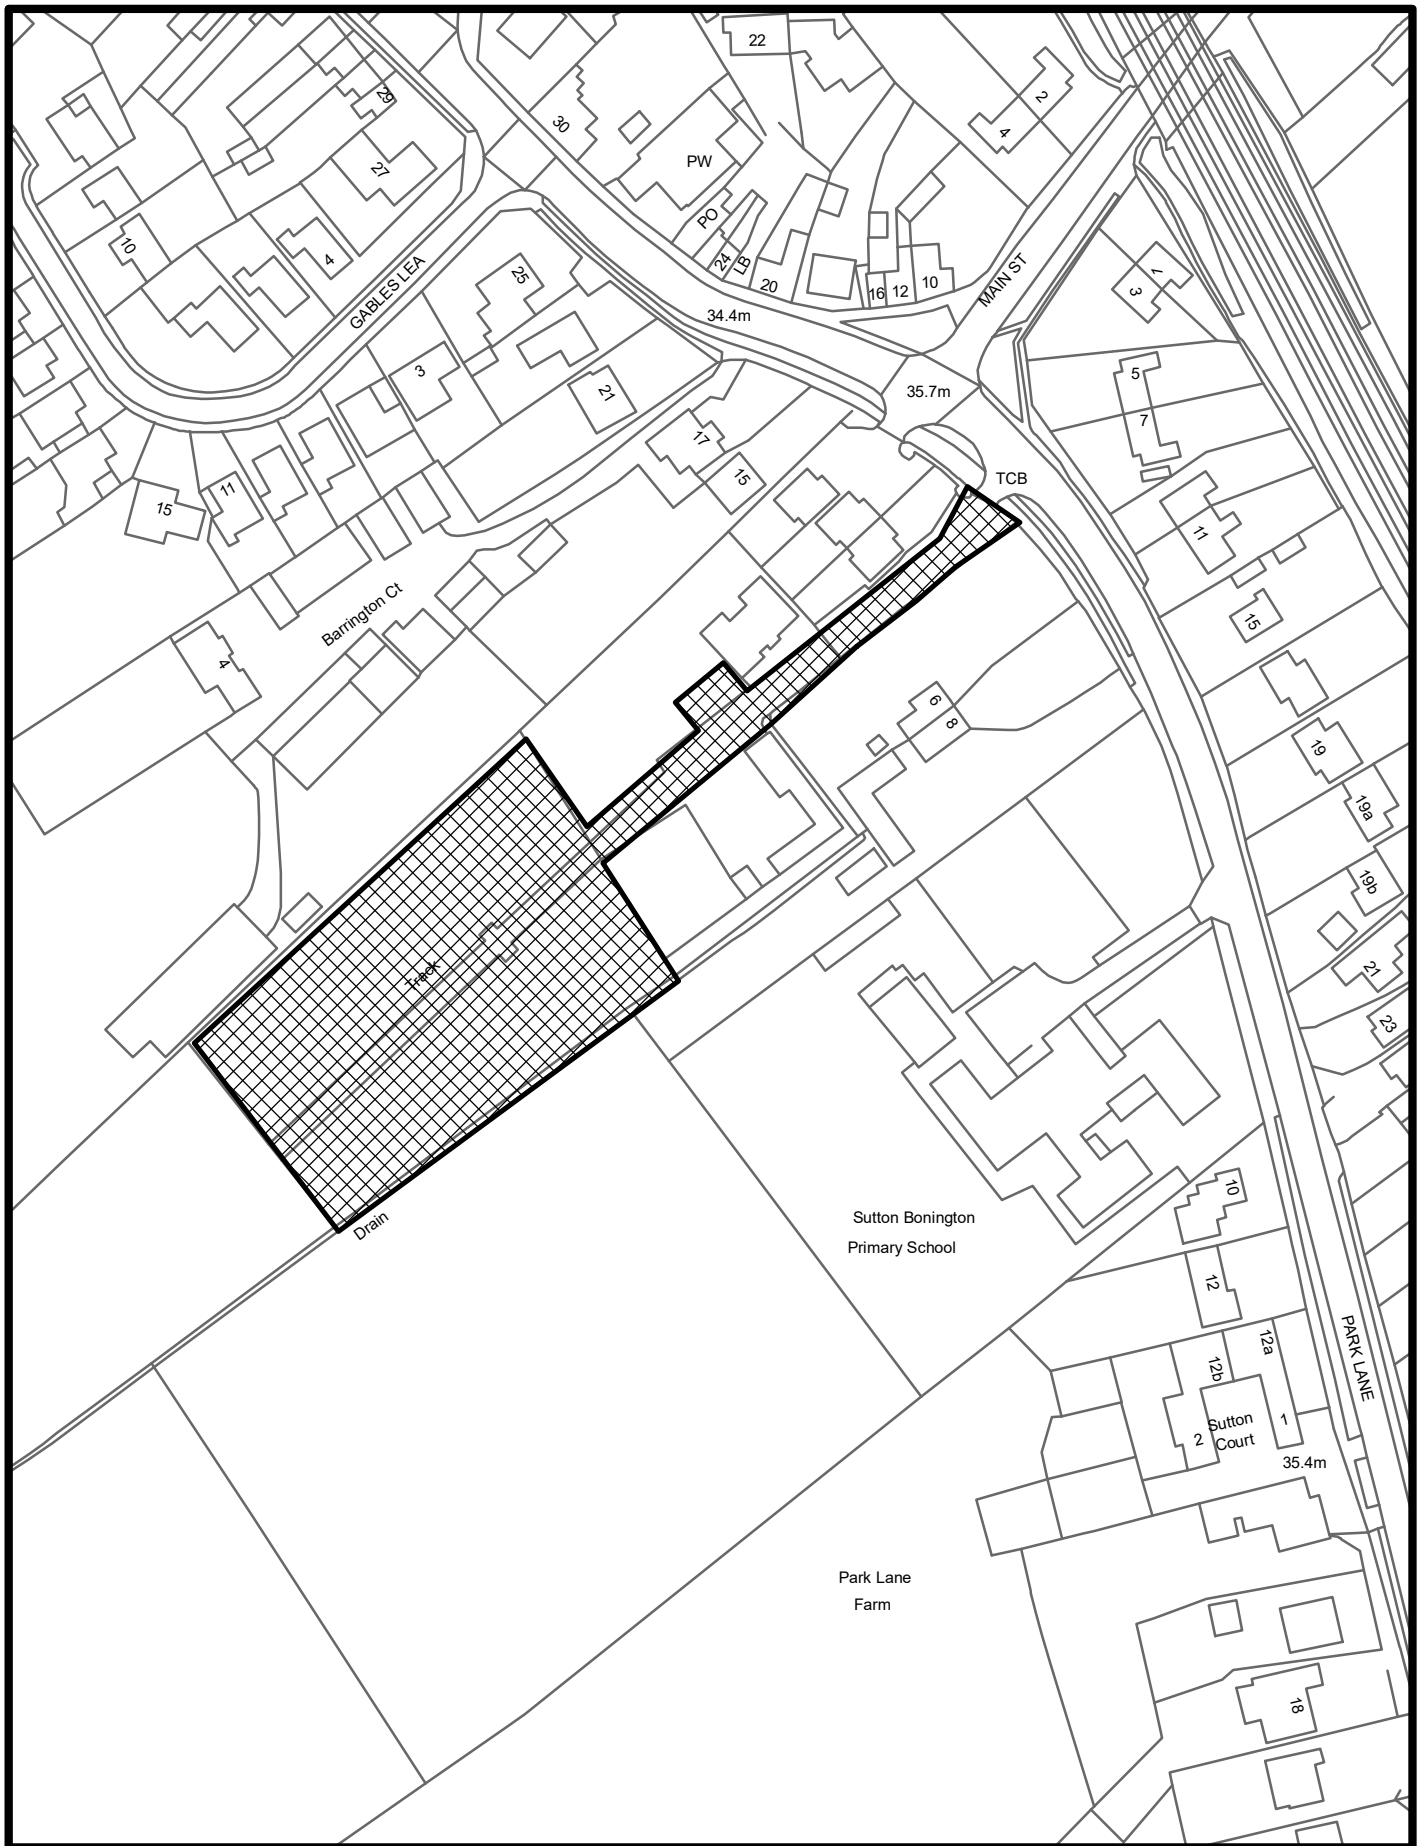 22
29
2
30
4
PW
27
PO
10
4
24
LB
25
1
20
16
12
10
3
MAIN ST
GABLES LEA
34.4m
5
3
35.7m
21
7
17
15
TCB
11
15
11
Barrington Ct
15
4
6
8
19
19a
19b
Track
21
23
10
Sutton Bonington
Primary School
Drain
12
12a
12b
PARK LANE
1
2
Sutton
Court
35.4m
Park Lane
Farm
18